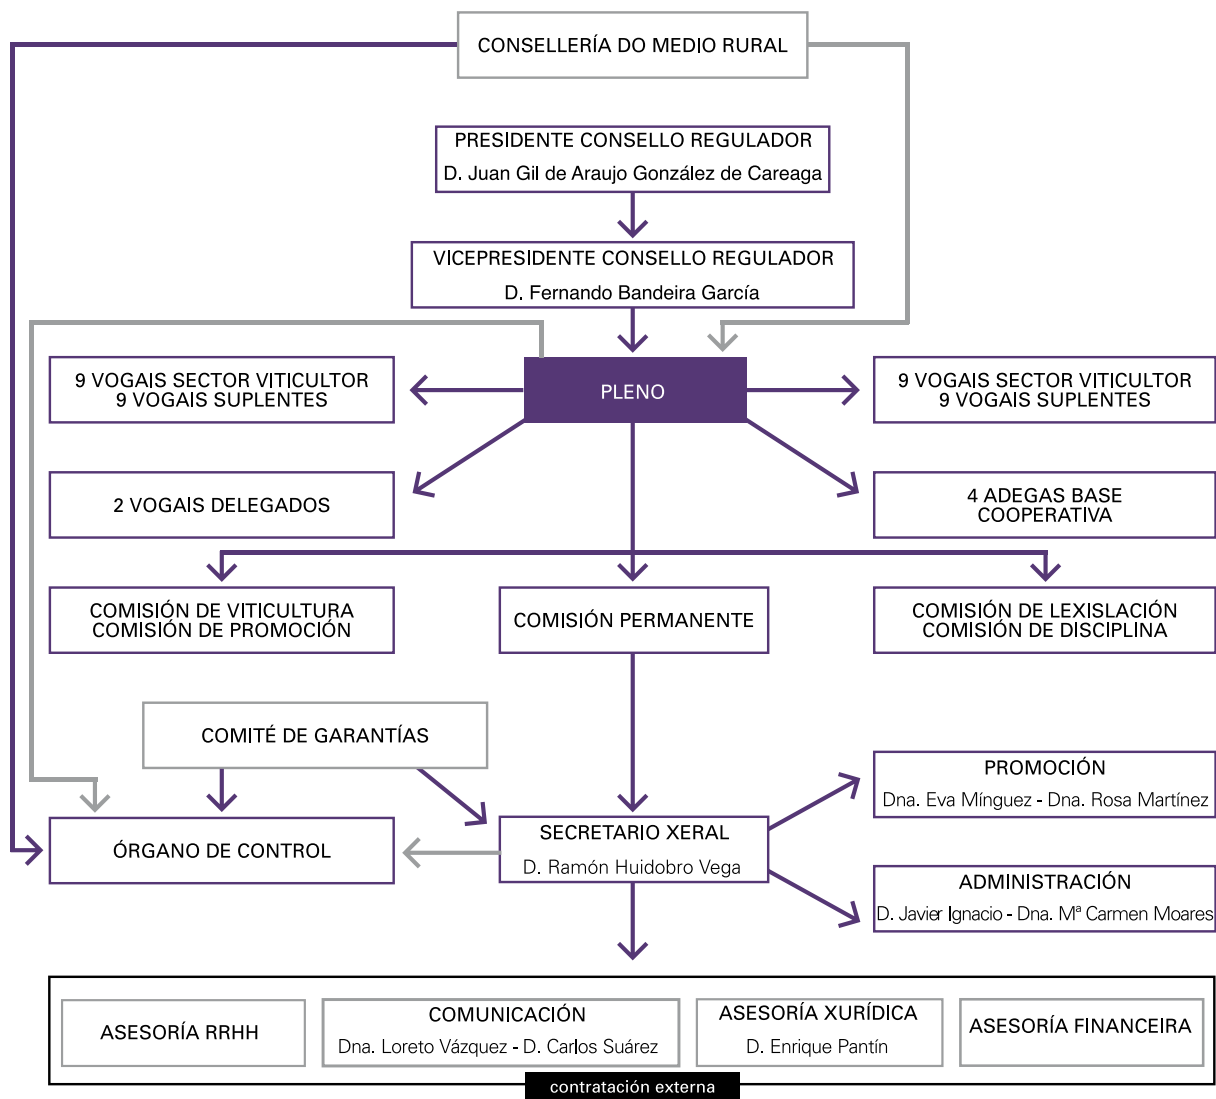 CONSELLERÍA DO MEDIO RURAL
PRESIDENTE CONSELLO REGULADOR
D. Juan Gil de Araujo González de Careaga
VICEPRESIDENTE CONSELLO REGULADOR
D. Fernando Bandeira García
9 VOGAIS SECTOR VITICULTOR
9 VOGAIS SUPLENTES
PLENO
9 VOGAIS SECTOR VITICULTOR
9 VOGAIS SUPLENTES
2 VOGAIS DELEGADOS
4 ADEGAS BASE
COOPERATIVA
COMISIÓN DE VITICULTURA
COMISIÓN DE PROMOCIÓN
COMISIÓN PERMANENTE
COMISIÓN DE LEXISLACIÓN
COMISIÓN DE DISCIPLINA
COMITÉ DE GARANTÍAS
PROMOCIÓN
Dna. Eva Mínguez - Dna. Rosa Martínez
ÓRGANO DE CONTROL
SECRETARIO XERAL
D. Ramón Huidobro Vega
ADMINISTRACIÓN
D. Javier Ignacio - Dna. Mª Carmen Moares
ASESORÍA RRHH
COMUNICACIÓN
Dna. Loreto Vázquez - D. Carlos Suárez
ASESORÍA XURÍDICA
D. Enrique Pantín
ASESORÍA FINANCEIRA
contratación externa